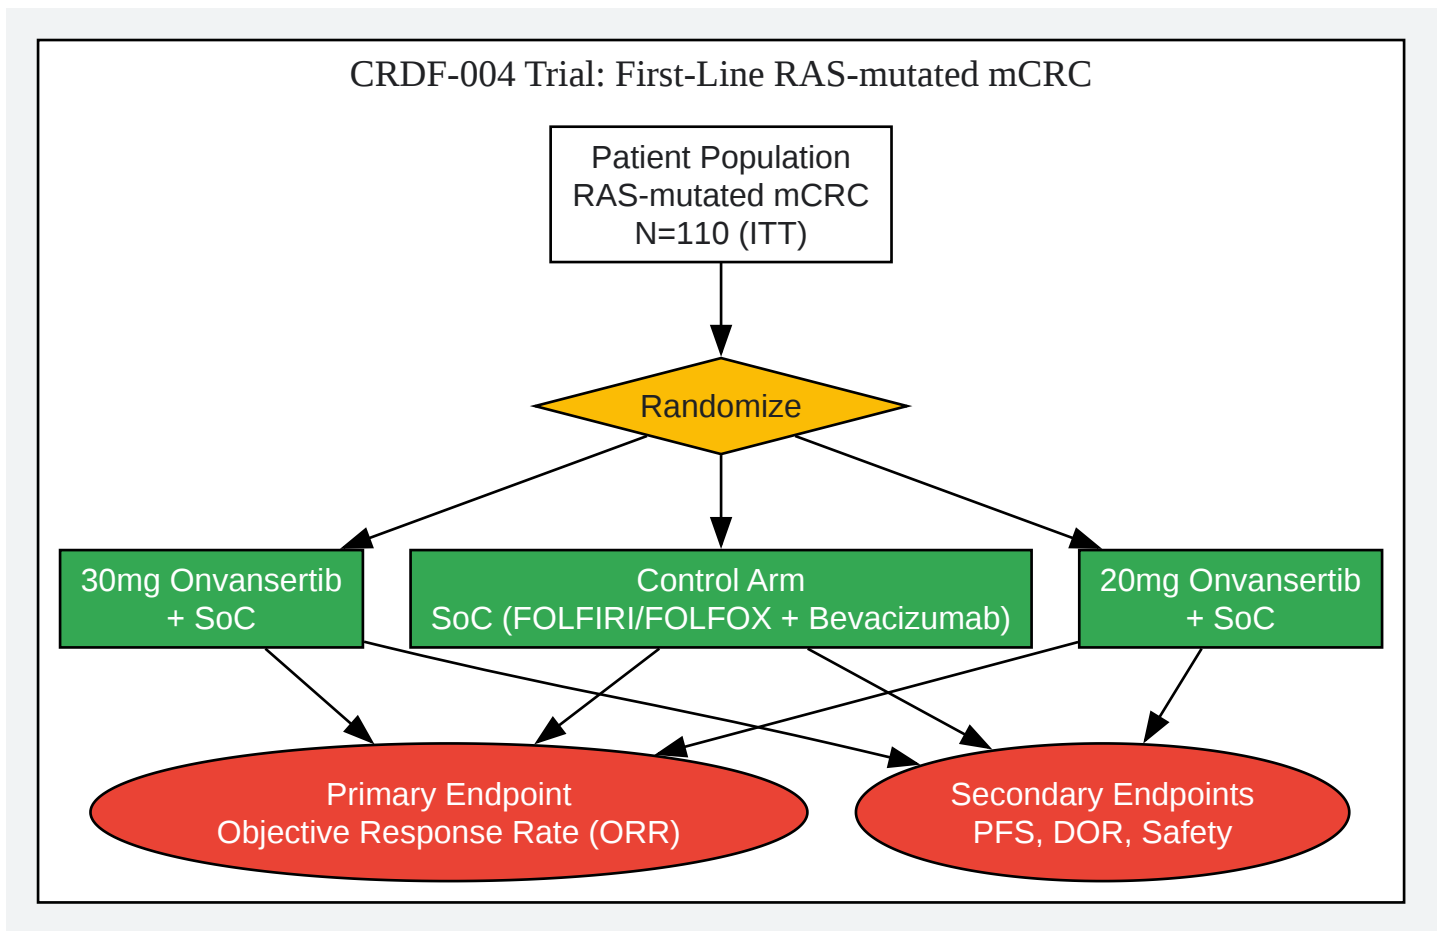 CRDF-004 Trial: First-Line RAS-mutated mCRC
Patient Population
RAS-mutated mCRC
N=110 (ITT)
Randomize
30mg Onvansertib
+ SoC
Control Arm
SoC (FOLFIRI/FOLFOX + Bevacizumab)
20mg Onvansertib
+ SoC
Primary Endpoint
Objective Response Rate (ORR)
Secondary Endpoints
PFS, DOR, Safety